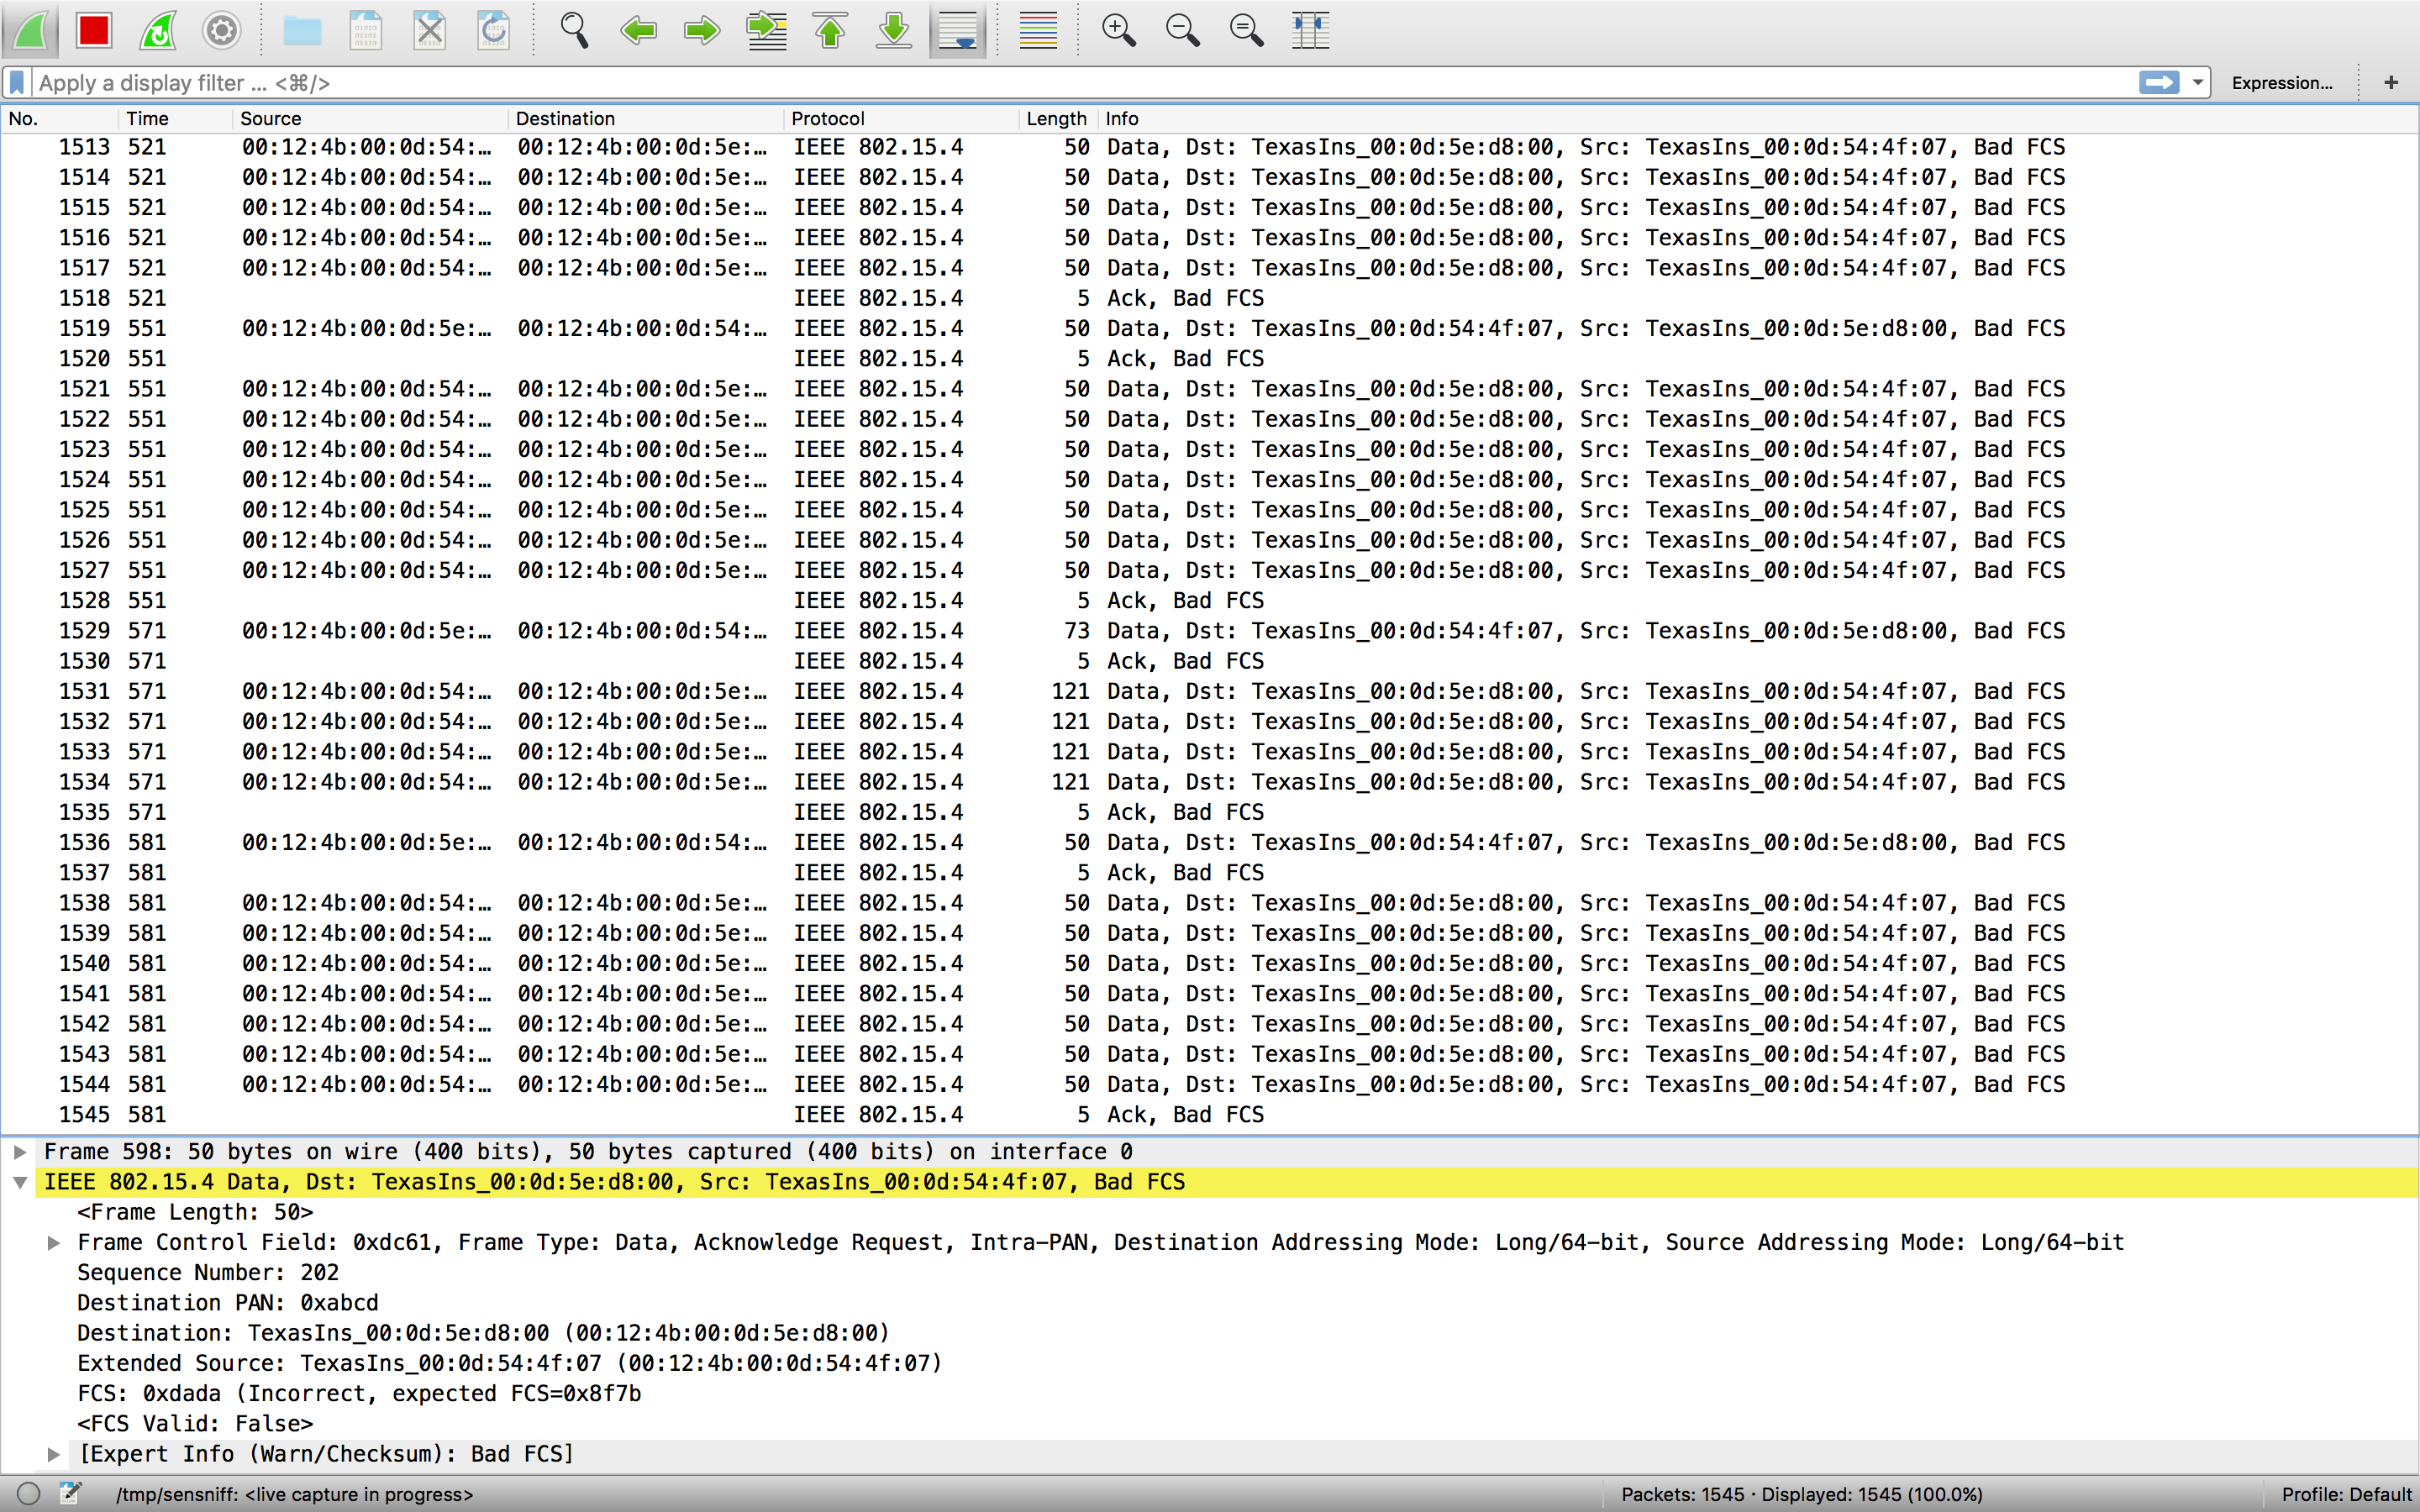 Apply a display filter ... <⌘/> Expression... +
No. Time Source Destination Protocol Length Info
1513 521 00:12:4b:00:0d:54:… 00:12:4b:00:0d:5e:… IEEE 802.15.4 50 Data, Dst: TexasIns_00:0d:5e:d8:00, Src: TexasIns_00:0d:54:4f:07, Bad FCS
1514 521 00:12:4b:00:0d:54:… 00:12:4b:00:0d:5e:… IEEE 802.15.4 50 Data, Dst: TexasIns_00:0d:5e:d8:00, Src: TexasIns_00:0d:54:4f:07, Bad FCS
1515 521 00:12:4b:00:0d:54:… 00:12:4b:00:0d:5e:… IEEE 802.15.4 50 Data, Dst: TexasIns_00:0d:5e:d8:00, Src: TexasIns_00:0d:54:4f:07, Bad FCS
1516 521 00:12:4b:00:0d:54:… 00:12:4b:00:0d:5e:… IEEE 802.15.4 50 Data, Dst: TexasIns_00:0d:5e:d8:00, Src: TexasIns_00:0d:54:4f:07, Bad FCS
1517 521 00:12:4b:00:0d:54:… 00:12:4b:00:0d:5e:… IEEE 802.15.4 50 Data, Dst: TexasIns_00:0d:5e:d8:00, Src: TexasIns_00:0d:54:4f:07, Bad FCS
1518 521 IEEE 802.15.4 5 Ack, Bad FCS
1519 551 00:12:4b:00:0d:5e:… 00:12:4b:00:0d:54:… IEEE 802.15.4 50 Data, Dst: TexasIns_00:0d:54:4f:07, Src: TexasIns_00:0d:5e:d8:00, Bad FCS
1520 551 IEEE 802.15.4 5 Ack, Bad FCS
1521 551 00:12:4b:00:0d:54:… 00:12:4b:00:0d:5e:… IEEE 802.15.4 50 Data, Dst: TexasIns_00:0d:5e:d8:00, Src: TexasIns_00:0d:54:4f:07, Bad FCS
1522 551 00:12:4b:00:0d:54:… 00:12:4b:00:0d:5e:… IEEE 802.15.4 50 Data, Dst: TexasIns_00:0d:5e:d8:00, Src: TexasIns_00:0d:54:4f:07, Bad FCS
1523 551 00:12:4b:00:0d:54:… 00:12:4b:00:0d:5e:… IEEE 802.15.4 50 Data, Dst: TexasIns_00:0d:5e:d8:00, Src: TexasIns_00:0d:54:4f:07, Bad FCS
1524 551 00:12:4b:00:0d:54:… 00:12:4b:00:0d:5e:… IEEE 802.15.4 50 Data, Dst: TexasIns_00:0d:5e:d8:00, Src: TexasIns_00:0d:54:4f:07, Bad FCS
1525 551 00:12:4b:00:0d:54:… 00:12:4b:00:0d:5e:… IEEE 802.15.4 50 Data, Dst: TexasIns_00:0d:5e:d8:00, Src: TexasIns_00:0d:54:4f:07, Bad FCS
1526 551 00:12:4b:00:0d:54:… 00:12:4b:00:0d:5e:… IEEE 802.15.4 50 Data, Dst: TexasIns_00:0d:5e:d8:00, Src: TexasIns_00:0d:54:4f:07, Bad FCS
1527 551 00:12:4b:00:0d:54:… 00:12:4b:00:0d:5e:… IEEE 802.15.4 50 Data, Dst: TexasIns_00:0d:5e:d8:00, Src: TexasIns_00:0d:54:4f:07, Bad FCS
1528 551 IEEE 802.15.4 5 Ack, Bad FCS
1529 571 00:12:4b:00:0d:5e:… 00:12:4b:00:0d:54:… IEEE 802.15.4 73 Data, Dst: TexasIns_00:0d:54:4f:07, Src: TexasIns_00:0d:5e:d8:00, Bad FCS
1530 571 IEEE 802.15.4 5 Ack, Bad FCS
1531 571 00:12:4b:00:0d:54:… 00:12:4b:00:0d:5e:… IEEE 802.15.4 121 Data, Dst: TexasIns_00:0d:5e:d8:00, Src: TexasIns_00:0d:54:4f:07, Bad FCS
1532 571 00:12:4b:00:0d:54:… 00:12:4b:00:0d:5e:… IEEE 802.15.4 121 Data, Dst: TexasIns_00:0d:5e:d8:00, Src: TexasIns_00:0d:54:4f:07, Bad FCS
1533 571 00:12:4b:00:0d:54:… 00:12:4b:00:0d:5e:… IEEE 802.15.4 121 Data, Dst: TexasIns_00:0d:5e:d8:00, Src: TexasIns_00:0d:54:4f:07, Bad FCS
1534 571 00:12:4b:00:0d:54:… 00:12:4b:00:0d:5e:… IEEE 802.15.4 121 Data, Dst: TexasIns_00:0d:5e:d8:00, Src: TexasIns_00:0d:54:4f:07, Bad FCS
1535 571 IEEE 802.15.4 5 Ack, Bad FCS
1536 581 00:12:4b:00:0d:5e:… 00:12:4b:00:0d:54:… IEEE 802.15.4 50 Data, Dst: TexasIns_00:0d:54:4f:07, Src: TexasIns_00:0d:5e:d8:00, Bad FCS
1537 581 IEEE 802.15.4 5 Ack, Bad FCS
1538 581 00:12:4b:00:0d:54:… 00:12:4b:00:0d:5e:… IEEE 802.15.4 50 Data, Dst: TexasIns_00:0d:5e:d8:00, Src: TexasIns_00:0d:54:4f:07, Bad FCS
1539 581 00:12:4b:00:0d:54:… 00:12:4b:00:0d:5e:… IEEE 802.15.4 50 Data, Dst: TexasIns_00:0d:5e:d8:00, Src: TexasIns_00:0d:54:4f:07, Bad FCS
1540 581 00:12:4b:00:0d:54:… 00:12:4b:00:0d:5e:… IEEE 802.15.4 50 Data, Dst: TexasIns_00:0d:5e:d8:00, Src: TexasIns_00:0d:54:4f:07, Bad FCS
1541 581 00:12:4b:00:0d:54:… 00:12:4b:00:0d:5e:… IEEE 802.15.4 50 Data, Dst: TexasIns_00:0d:5e:d8:00, Src: TexasIns_00:0d:54:4f:07, Bad FCS
1542 581 00:12:4b:00:0d:54:… 00:12:4b:00:0d:5e:… IEEE 802.15.4 50 Data, Dst: TexasIns_00:0d:5e:d8:00, Src: TexasIns_00:0d:54:4f:07, Bad FCS
1543 581 00:12:4b:00:0d:54:… 00:12:4b:00:0d:5e:… IEEE 802.15.4 50 Data, Dst: TexasIns_00:0d:5e:d8:00, Src: TexasIns_00:0d:54:4f:07, Bad FCS
1544 581 00:12:4b:00:0d:54:… 00:12:4b:00:0d:5e:… IEEE 802.15.4 50 Data, Dst: TexasIns_00:0d:5e:d8:00, Src: TexasIns_00:0d:54:4f:07, Bad FCS
1545 581 IEEE 802.15.4 5 Ack, Bad FCS
Frame 598: 50 bytes on wire (400 bits), 50 bytes captured (400 bits) on interface 0
IEEE 802.15.4 Data, Dst: TexasIns_00:0d:5e:d8:00, Src: TexasIns_00:0d:54:4f:07, Bad FCS
<Frame Length: 50>
Frame Control Field: 0xdc61, Frame Type: Data, Acknowledge Request, Intra-PAN, Destination Addressing Mode: Long/64-bit, Source Addressing Mode: Long/64-bit
Sequence Number: 202
Destination PAN: 0xabcd
Destination: TexasIns_00:0d:5e:d8:00 (00:12:4b:00:0d:5e:d8:00)
Extended Source: TexasIns_00:0d:54:4f:07 (00:12:4b:00:0d:54:4f:07)
FCS: 0xdada (Incorrect, expected FCS=0x8f7b
<FCS Valid: False>
[Expert Info (Warn/Checksum): Bad FCS]
/tmp/sensniff: <live capture in progress> Packets: 1545 · Displayed: 1545 (100.0%) Profile: Default